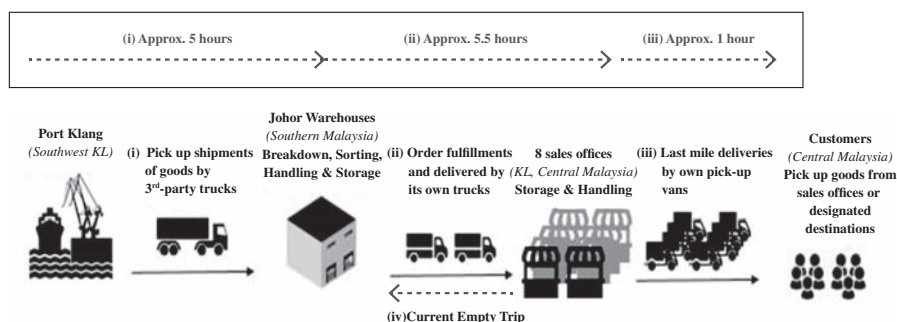 (i) Approx. 5 hours
(ii) Approx. 5.5 hours
(iii) Approx. 1 hour
Port Klang
(Southwest KL)
(i) Pick up shipments
of goods by
3rd-party trucks
Johor Warehouses
(Southern Malaysia)
Breakdown, Sorting,
Handling & Storage
(ii) Order fulfillments
and delivered by
its own trucks
8 sales offices
(KL, Central Malaysia)
Storage & Handling
(iii) Last mile deliveries
by own pick-up
vans
Customers
(Central Malaysia)
Pick up goods from
sales offices or
designated
destinations
(iv)Current Empty Trip